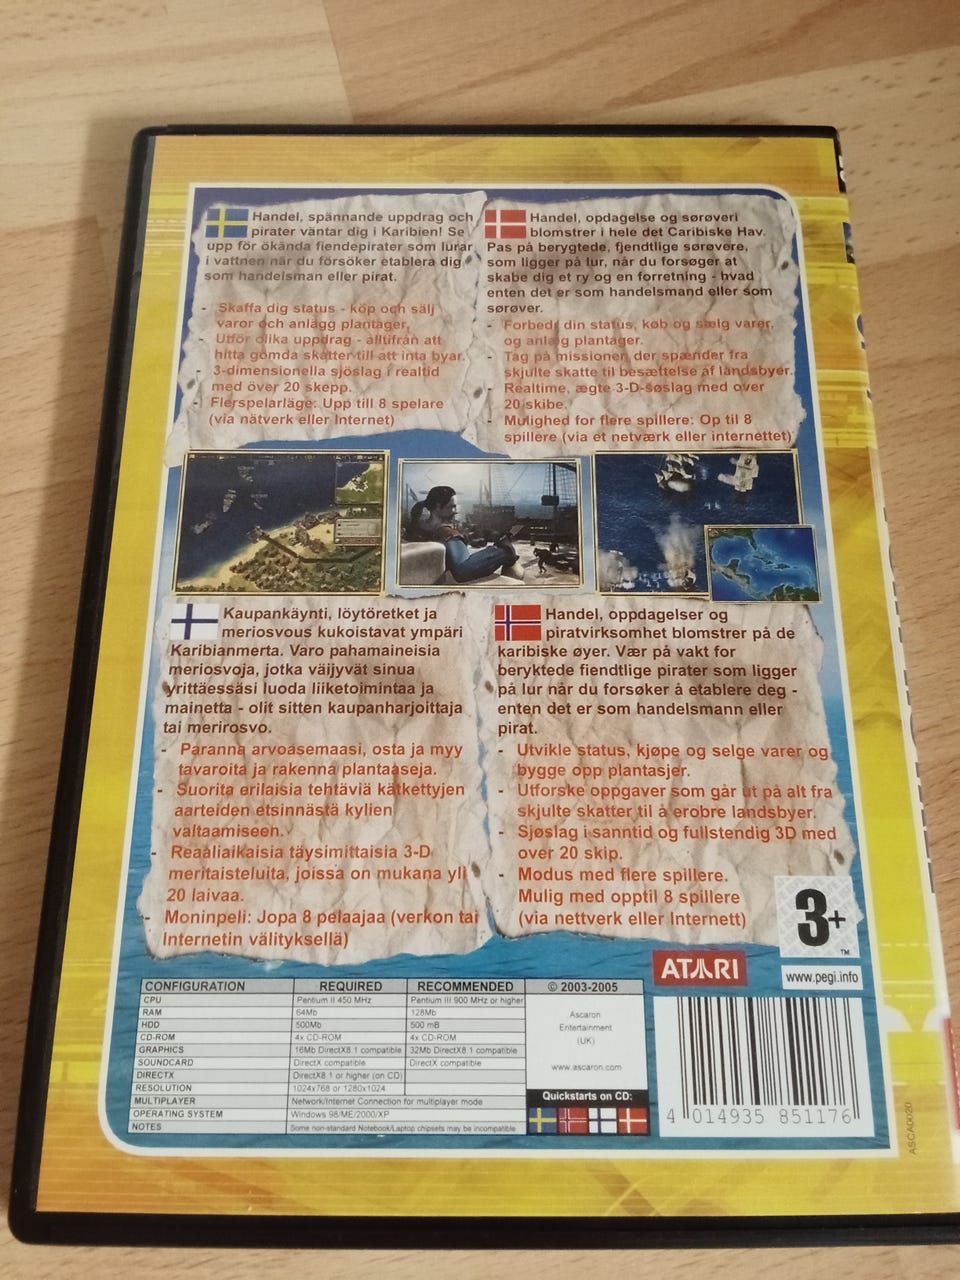 Handel, spännande uppdrag och
pirater väntar dig i Karibien! Se
upp för ökända fiendepirater som lurar
i vattnen när du försöker etablera dig
som handelsman eller pirat.
- Skaffa dig status - köp och sälj
varor och anlägg plantager.
- Utför olika uppdrag - alltifrån att
hitta gömda skatter till att inta byar.
- 3-dimensionella sjöslag i realtid
med över 20 skepp.
- Flerspelarläge: Upp till 8 spelare
(via nätverk eller Internet)
Handel, opdagelse og sørøveri
blomstrer i hele det Caribiske Hav.
Pas på berygtede, fjendtlige sørøvere,
som ligger på lur, når du forsøger at
skabe dig et ry og en forretning - hvad
enten det er som handelsmand eller som
sørøver.
- Forbedr din status, køb og sælg varer,
og anlæg plantager.
- Tag på missioner, der spænder fra
skjulte skatte til besættelse af landsbyer.
- Realtime, ægte 3-D-søslag med over
20 skibe.
- Mulighed for flere spillere: Op til 8
spillere (via et netværk eller internettet)
Kaupankäynti, löytöretket ja
meriosvous kukoistavat ympäri
Karibianmerta. Varo pahamaineisia
meriosvoja, jotka väijyvät sinua
yrittäessäsi luoda liiketoimintaa ja
mainetta - olit sitten kaupanharjoittaja
tai merirosvo.
- Paranna arvoasemaasi, osta ja myy
tavaroita ja rakenna plantaaseja.
- Suorita erilaisia tehtäviä kätkettyjen
aarteiden etsinnästä kylien
valtaamiseen.
- Reaaliaikaisia täysimittaisia 3-D
meritaisteluita, joissa on mukana yli
20 laivaa.
- Moninpeli: Jopa 8 pelaajaa (verkon tai
Internetin välityksellä)
Handel, oppdagelser og
piratvirksomhet blomstrer på de
karibiske øyer. Vær på vakt for
beryktede fiendtlige pirater som ligger
på lur når du forsøker å etablere deg -
enten det er som handelsmann eller
pirat.
- Utvikle status, kjøpe og selge varer og
bygge opp plantasjer.
- Utforske oppgaver som går ut på alt fra
skjulte skatter til å erobre landsbyer.
- Sjøslag i sanntid og fullstendig 3D med
over 20 skip.
- Modus med flere spillere.
Mulig med opptil 8 spillere
(via nettverk eller Internett)
3+
TM
ATARI
www.pegi.info
CONFIGURATION REQUIRED RECOMMENDED
CPU Pentium II 450 MHz Pentium III 900 MHz or higher
RAM 64Mb 128Mb
HDD 500Mb 500 mB
CD-ROM 4x CD-ROM 4x CD-ROM
GRAPHICS 16Mb DirectX8.1 compatible 32Mb DirectX8.1 compatible
SOUNDCARD DirectX compatible DirectX compatible
DIRECTX DirectX8.1 or higher (on CD)
RESOLUTION 1024x768 or 1280x1024
MULTIPLAYER Network/Internet Connection for multiplayer mode
OPERATING SYSTEM Windows 98/ME/2000/XP
NOTES Some non-standard Notebook/Laptop chipsets may be incompatible
© 2003-2005
Ascaron
Entertainment
(UK)
www.ascaron.com
Quickstarts on CD:
4 014935 851176
ASCA0020